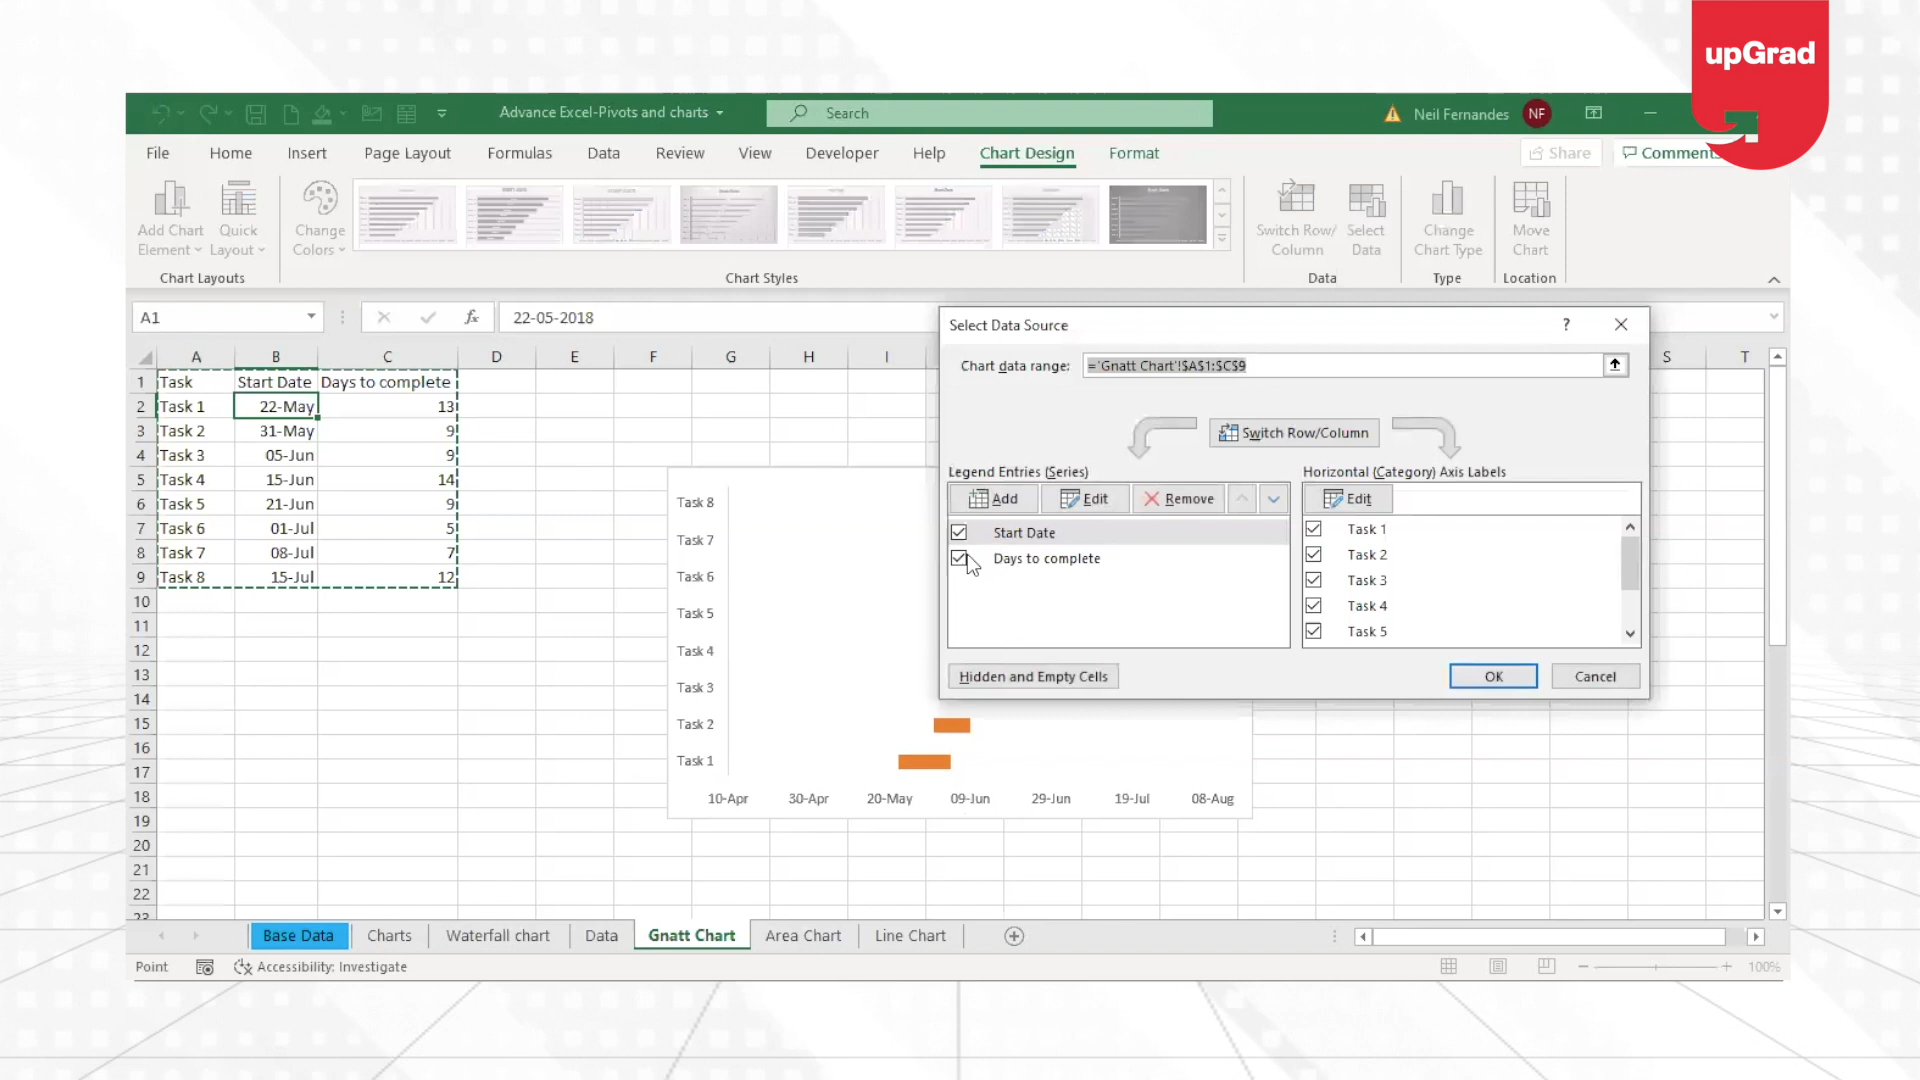 upGrad
Advance Excel-Pivots and charts
Search
Neil Fernandes
NF
File Home Insert Page Layout Formulas Data Review View Developer Help Chart Design Format
Share
Comment
Add Chart Element
Quick Layout
Change Colors
Switch Row/ Column
Select Data
Change Chart Type
Move Chart
Chart Layouts
Chart Styles
Data
Type
Location
A1
fx
22-05-2018
A B C D E F G H I S T
1 Task Start Date Days to complete
2 Task 1 22-May 13
3 Task 2 31-May 9
4 Task 3 05-Jun 9
5 Task 4 15-Jun 14
6 Task 5 21-Jun 9
7 Task 6 01-Jul 5
8 Task 7 08-Jul 7
9 Task 8 15-Jul 12
10
11
12
13
14
15
16
17
18
19
20
21
22
23
Task 8
Task 7
Task 6
Task 5
Task 4
Task 3
Task 2
Task 1
10-Apr 30-Apr 20-May 09-Jun 29-Jun 19-Jul 08-Aug
Select Data Source
?
Chart data range: ='Gnatt Chart'!$A$1:$C$9
Switch Row/Column
Legend Entries (Series)
Add Edit Remove
Start Date
Days to complete
Horizontal (Category) Axis Labels
Edit
Task 1
Task 2
Task 3
Task 4
Task 5
Hidden and Empty Cells
OK
Cancel
Base Data Charts Waterfall chart Data Gnatt Chart Area Chart Line Chart
Point
Accessibility: Investigate
100%